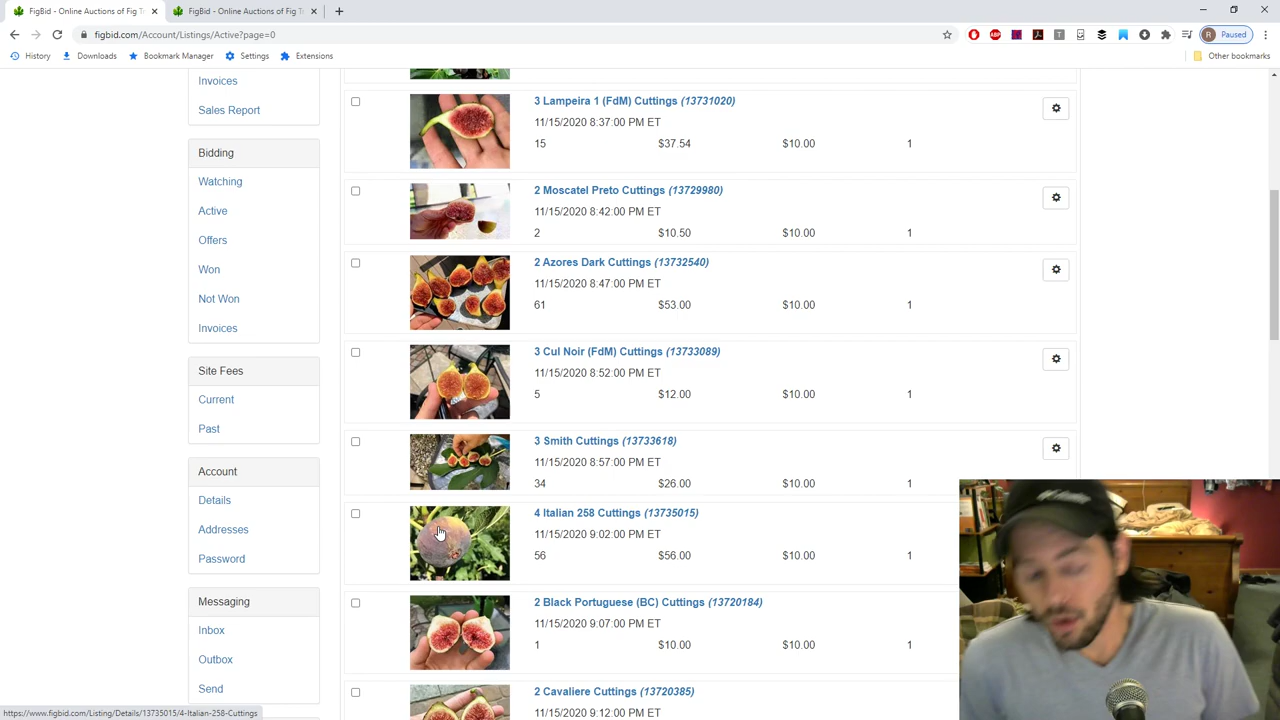 FigBid - Online Auctions of Fig T
FigBid - Online Auctions of Fig T
figbid.com/Account/Listings/Active?page=0
Paused
History Downloads Bookmark Manager Settings Extensions Other bookmarks
Invoices
Sales Report
Bidding
Watching
Active
Offers
Won
Not Won
Invoices
Site Fees
Current
Past
Account
Details
Addresses
Password
Messaging
Inbox
Outbox
Send
3 Lampeira 1 (FdM) Cuttings (13731020)
11/15/2020 8:37:00 PM ET
15 $37.54 $10.00 1
2 Moscatel Preto Cuttings (13729980)
11/15/2020 8:42:00 PM ET
2 $10.50 $10.00 1
2 Azores Dark Cuttings (13732540)
11/15/2020 8:47:00 PM ET
61 $53.00 $10.00 1
3 Cul Noir (FdM) Cuttings (13733089)
11/15/2020 8:52:00 PM ET
5 $12.00 $10.00 1
3 Smith Cuttings (13733618)
11/15/2020 8:57:00 PM ET
34 $26.00 $10.00 1
4 Italian 258 Cuttings (13735015)
11/15/2020 9:02:00 PM ET
56 $56.00 $10.00 1
2 Black Portuguese (BC) Cuttings (13720184)
11/15/2020 9:07:00 PM ET
1 $10.00 $10.00 1
2 Cavaliere Cuttings (13720385)
11/15/2020 9:12:00 PM ET
https://www.figbid.com/Listing/Details/13735015/4-Italian-258-Cuttings